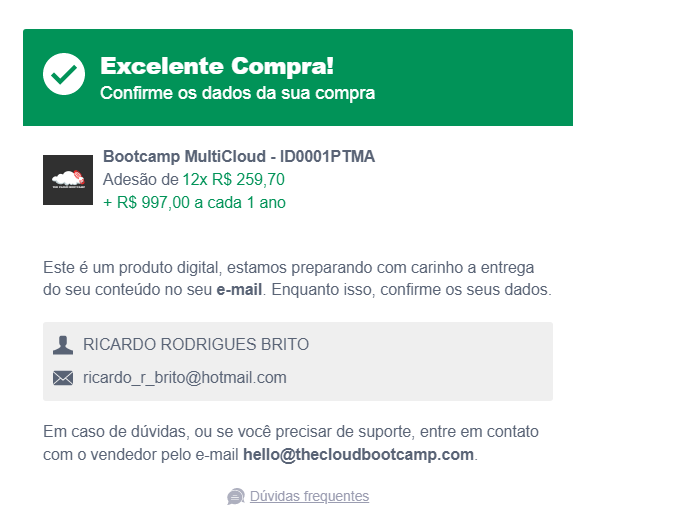 Excelente Compra!
Confirme os dados da sua compra
Bootcamp MultiCloud - ID0001PTMA
Adesão de 12x R$ 259,70
+ R$ 997,00 a cada 1 ano
THE CLOUD BOOTCAMP
Este é um produto digital, estamos preparando com carinho a entrega
do seu conteúdo no seu e-mail. Enquanto isso, confirme os seus dados.
RICARDO RODRIGUES BRITO
ricardo_r_brito@hotmail.com
Em caso de dúvidas, ou se você precisar de suporte, entre em contato
com o vendedor pelo e-mail hello@thecloudbootcamp.com.
Dúvidas frequentes